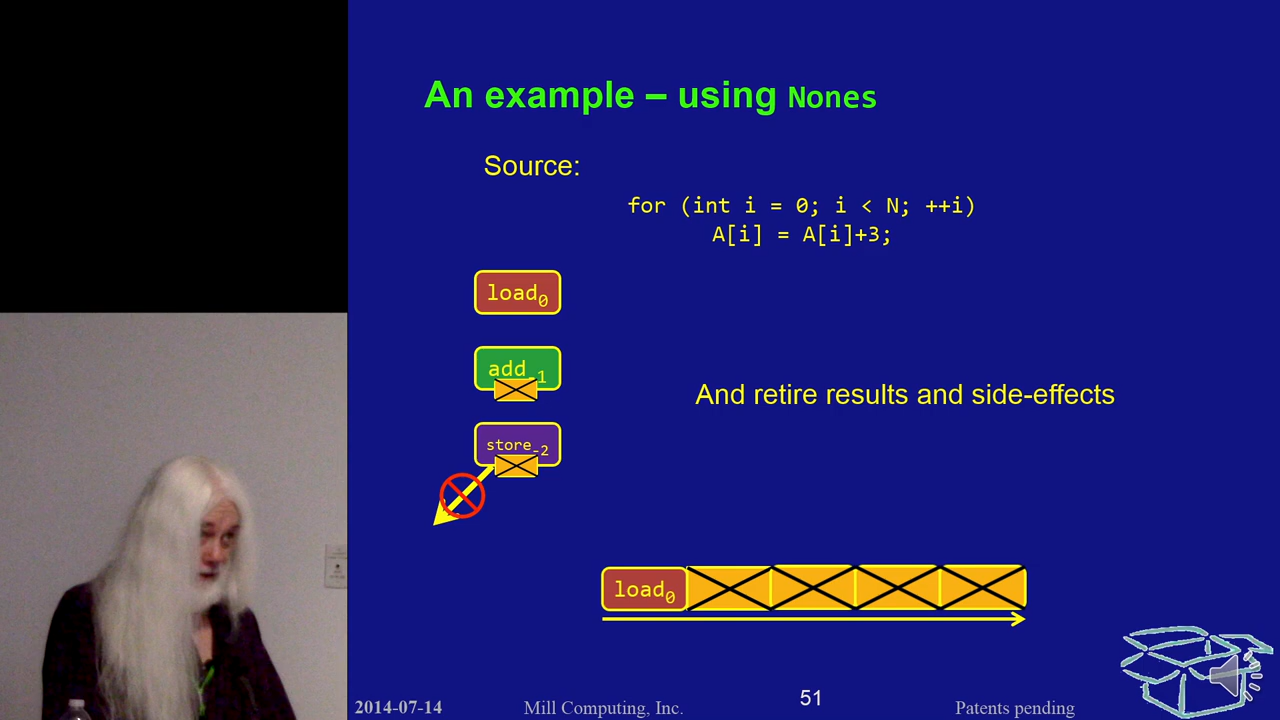 An example – using Nones
Source:
for (int i = 0; i < N; ++i)
A[i] = A[i]+3;
load0
add-1
And retire results and side-effects
store-2
load0
2014-07-14
Mill Computing, Inc.
51
Patents pending